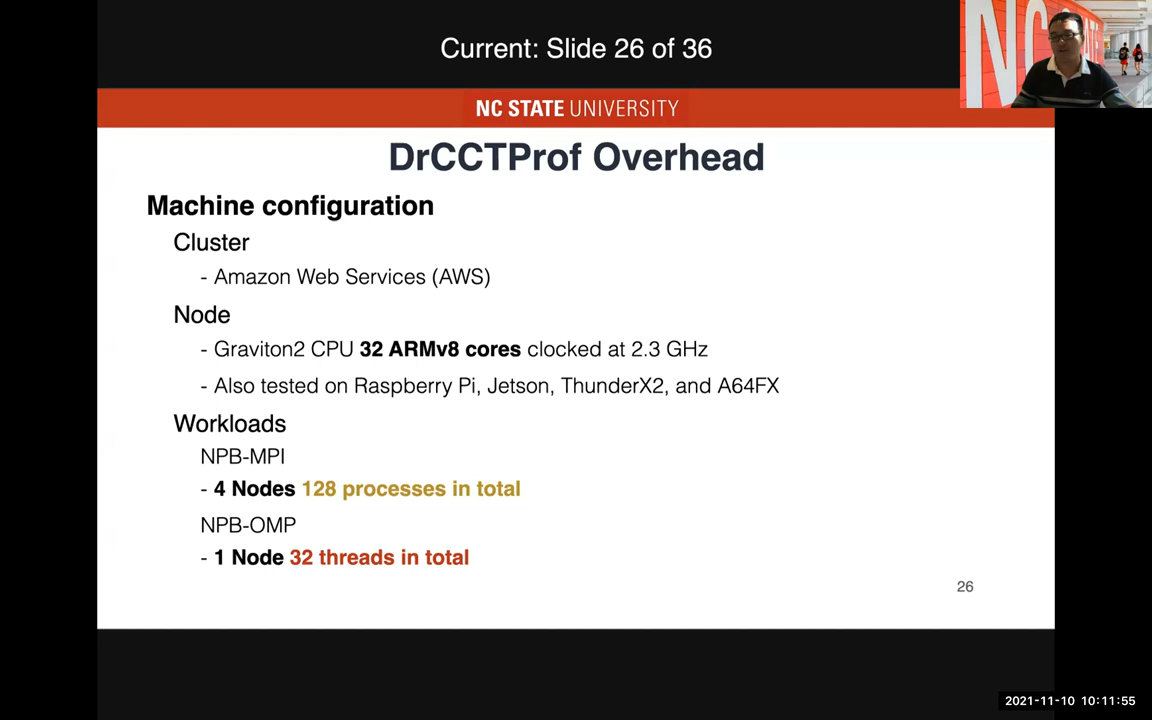 Current: Slide 26 of 36
NC STATE UNIVERSITY
DrCCTProf Overhead
Machine configuration
Cluster
- Amazon Web Services (AWS)
Node
- Graviton2 CPU 32 ARMv8 cores clocked at 2.3 GHz
- Also tested on Raspberry Pi, Jetson, ThunderX2, and A64FX
Workloads
NPB-MPI
- 4 Nodes 128 processes in total
NPB-OMP
- 1 Node 32 threads in total
26
2021-11-10 10:11:55